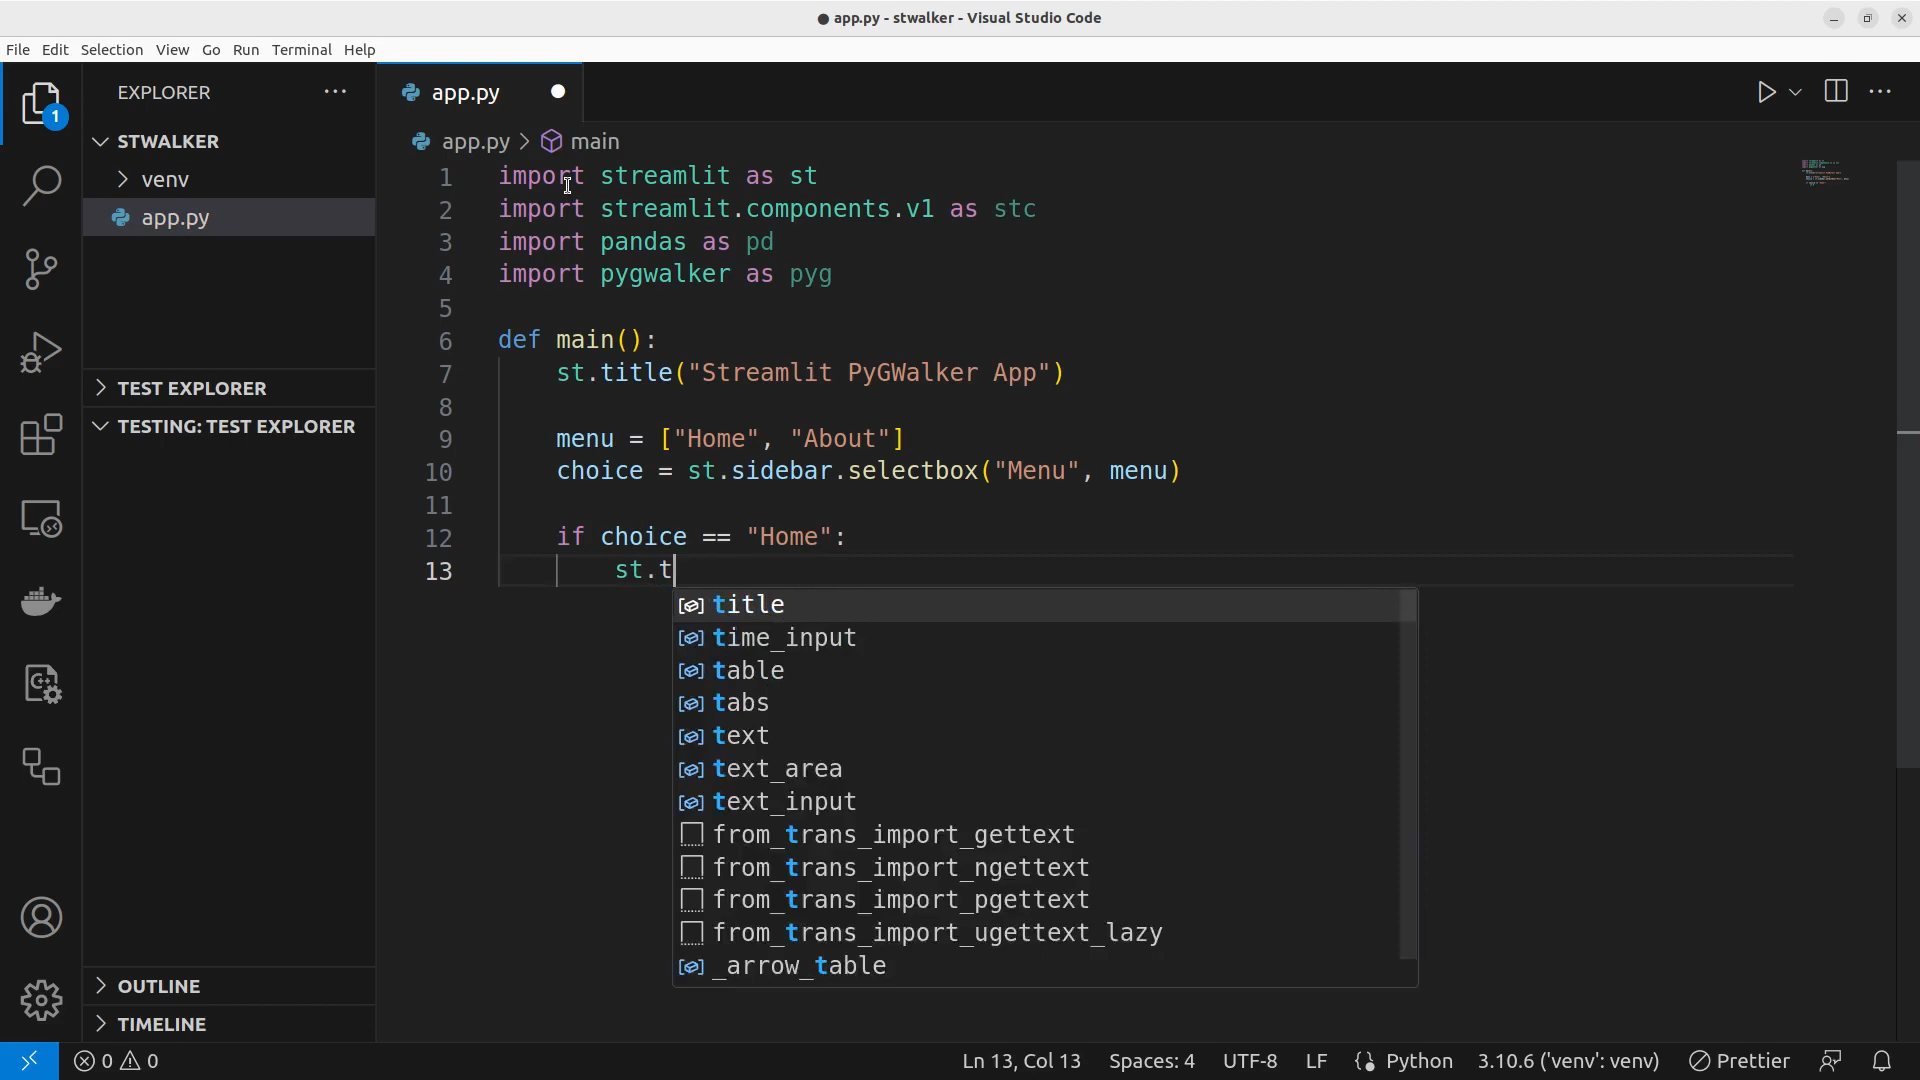 app.py - stwalker - Visual Studio Code
File Edit Selection View Go Run Terminal Help
EXPLORER
1
STWALKER
venv
app.py
TEST EXPLORER
TESTING: TEST EXPLORER
OUTLINE
TIMELINE
app.py
app.py > main
1 import streamlit as st
2 import streamlit.components.v1 as stc
3 import pandas as pd
4 import pygwalker as pyg
5
6 def main():
7 st.title("Streamlit PyGWalker App")
8
9 menu = ["Home", "About"]
10 choice = st.sidebar.selectbox("Menu", menu)
11
12 if choice == "Home":
13 st.t
title
time_input
table
tabs
text
text_area
text_input
from_trans_import_gettext
from_trans_import_ngettext
from_trans_import_pgettext
from_trans_import_ugettext_lazy
_arrow_table
0 0 Ln 13, Col 13 Spaces: 4 UTF-8 LF Python 3.10.6 ('venv': venv) Prettier